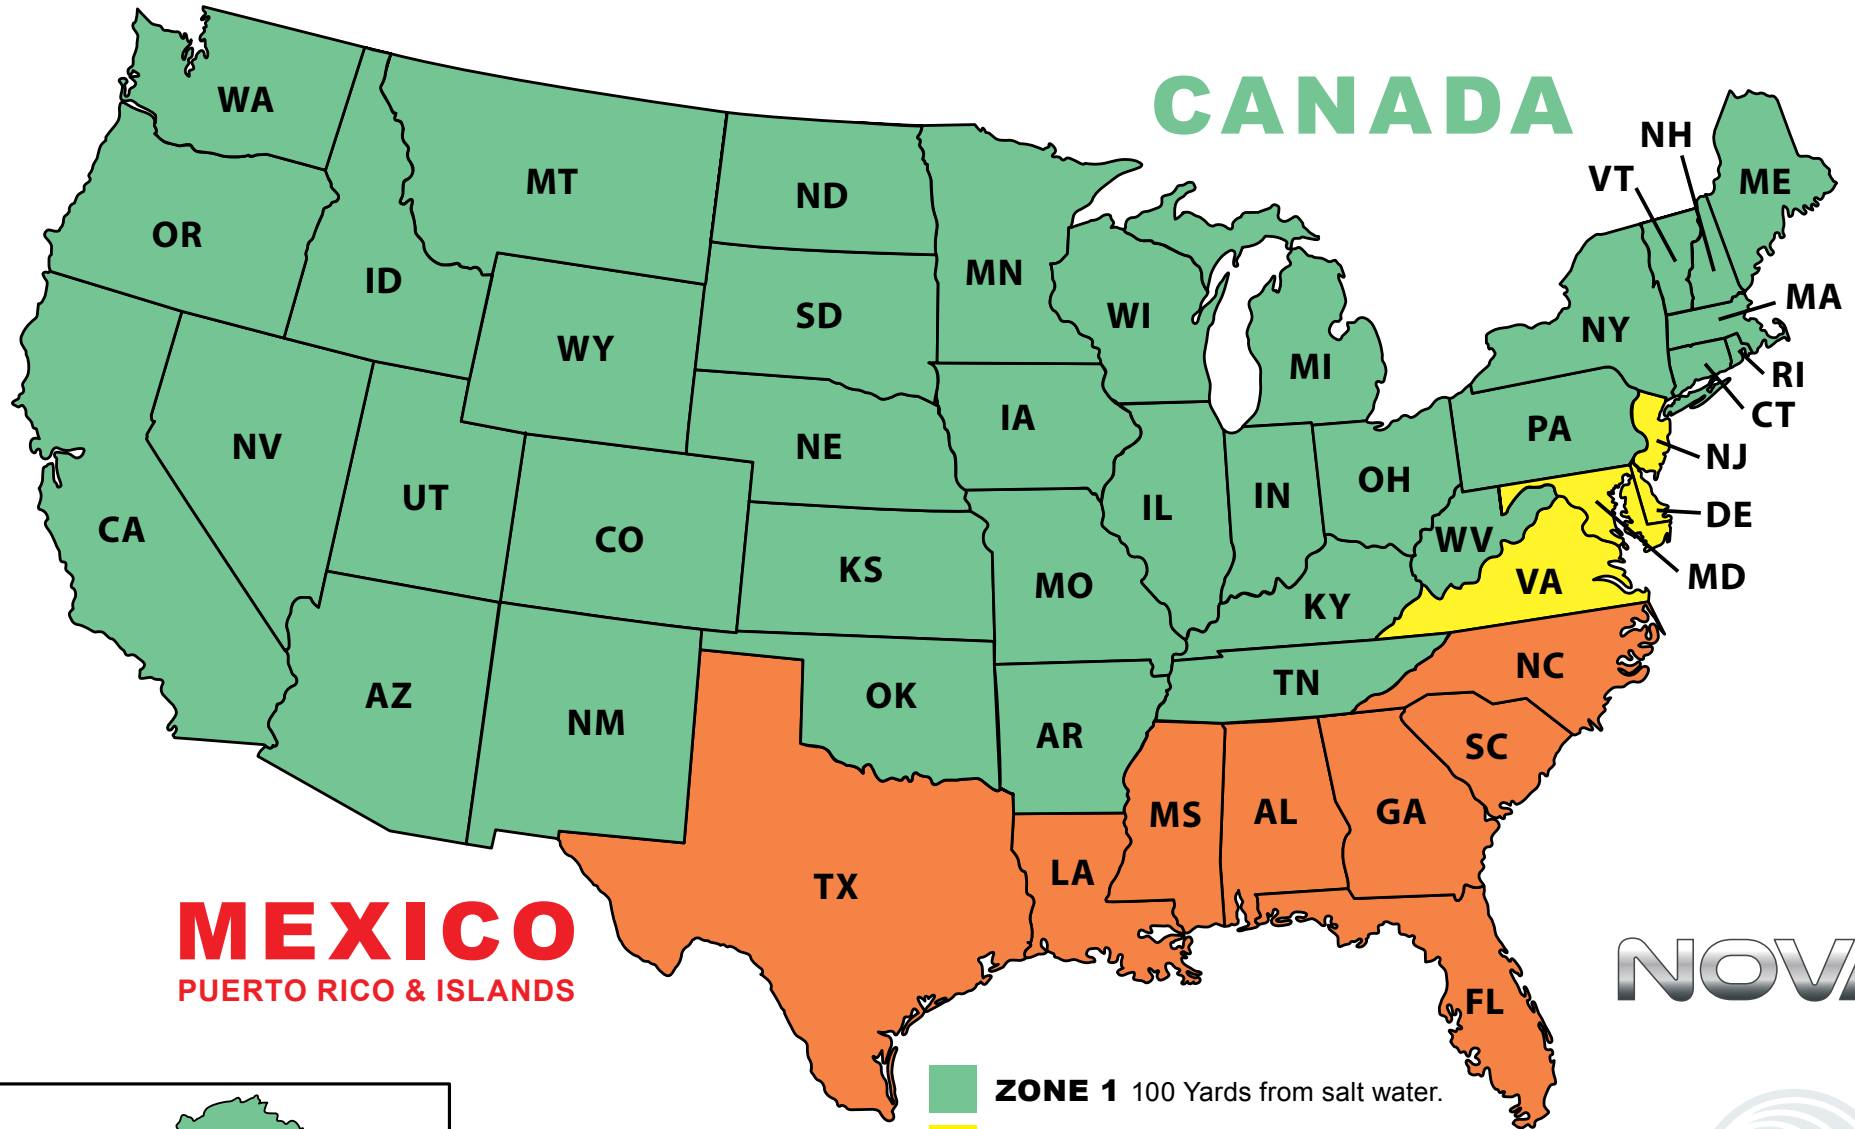 CANADA
WA
MT
ND
MN
NH
VT
ME
OR
ID
SD
WI
MI
NY
MA
WY
RI
CT
NV
UT
NE
IA
PA
NJ
CA
CO
KS
MO
IL
IN
OH
WV
DE
VA
MD
KY
AZ
NM
OK
AR
TN
NC
SC
TX
LA
MS
AL
GA
FL
MEXICO
PUERTO RICO & ISLANDS
ZONE 1 100 Yards from salt water.